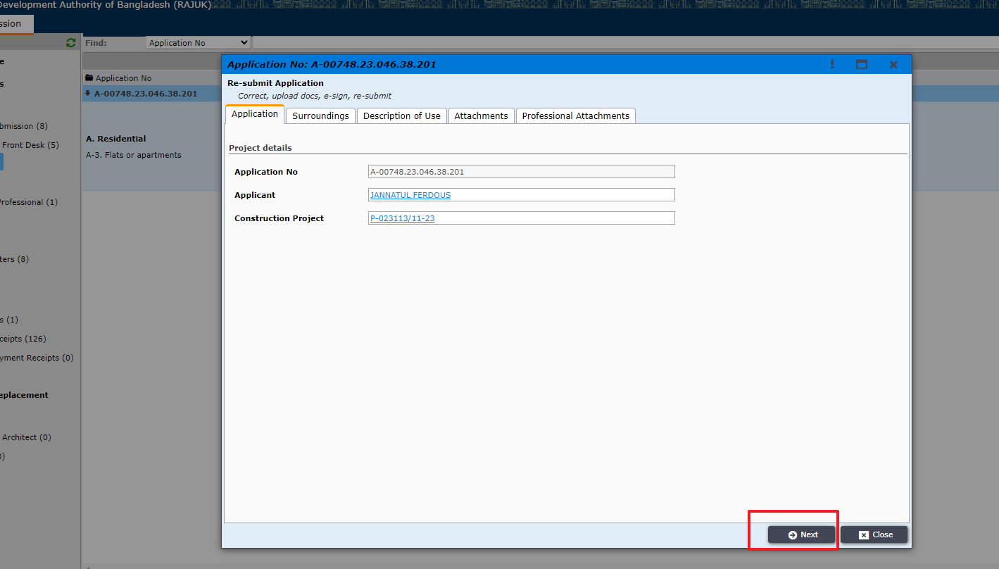 Development Authority of Bangladesh (RAJUK)
ssion
Find:
Application No
Application No
A-00748.23.046.38.201
A. Residential
A-3. Flats or apartments
e
s
bmission (8)
Front Desk (5)
Professional (1)
ters (8)
s (1)
ceipts (126)
yment Receipts (0)
eplacement
Architect (0)
0)
Application No: A-00748.23.046.38.201
Re-submit Application
Correct, upload docs, e-sign, re-submit
Application Surroundings Description of Use Attachments Professional Attachments
Project details
Application No A-00748.23.046.38.201
Applicant JANNATUL FERDOUS
Construction Project P-023113/11-23
Next Close